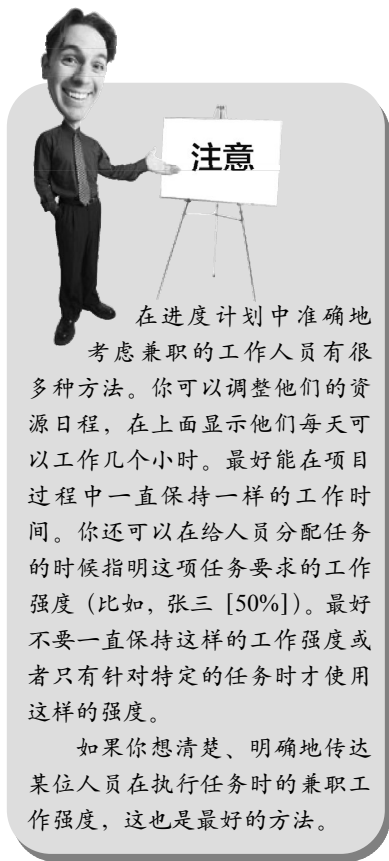 注意
在进度计划中准确地
考虑兼职的工作人员有很
多种方法。你可以调整他们的资
源日程，在上面显示他们每天可
以工作几个小时。最好能在项目
过程中一直保持一样的工作时
间。你还可以在给人员分配任务
的时候指明这项任务要求的工作
强度（比如，张三［50%］）。最好
不要一直保持这样的工作强度或
者只有针对特定的任务时才使用
这样的强度。
如果你想清楚、明确地传达
某位人员在执行任务时的兼职工
作强度，这也是最好的方法。